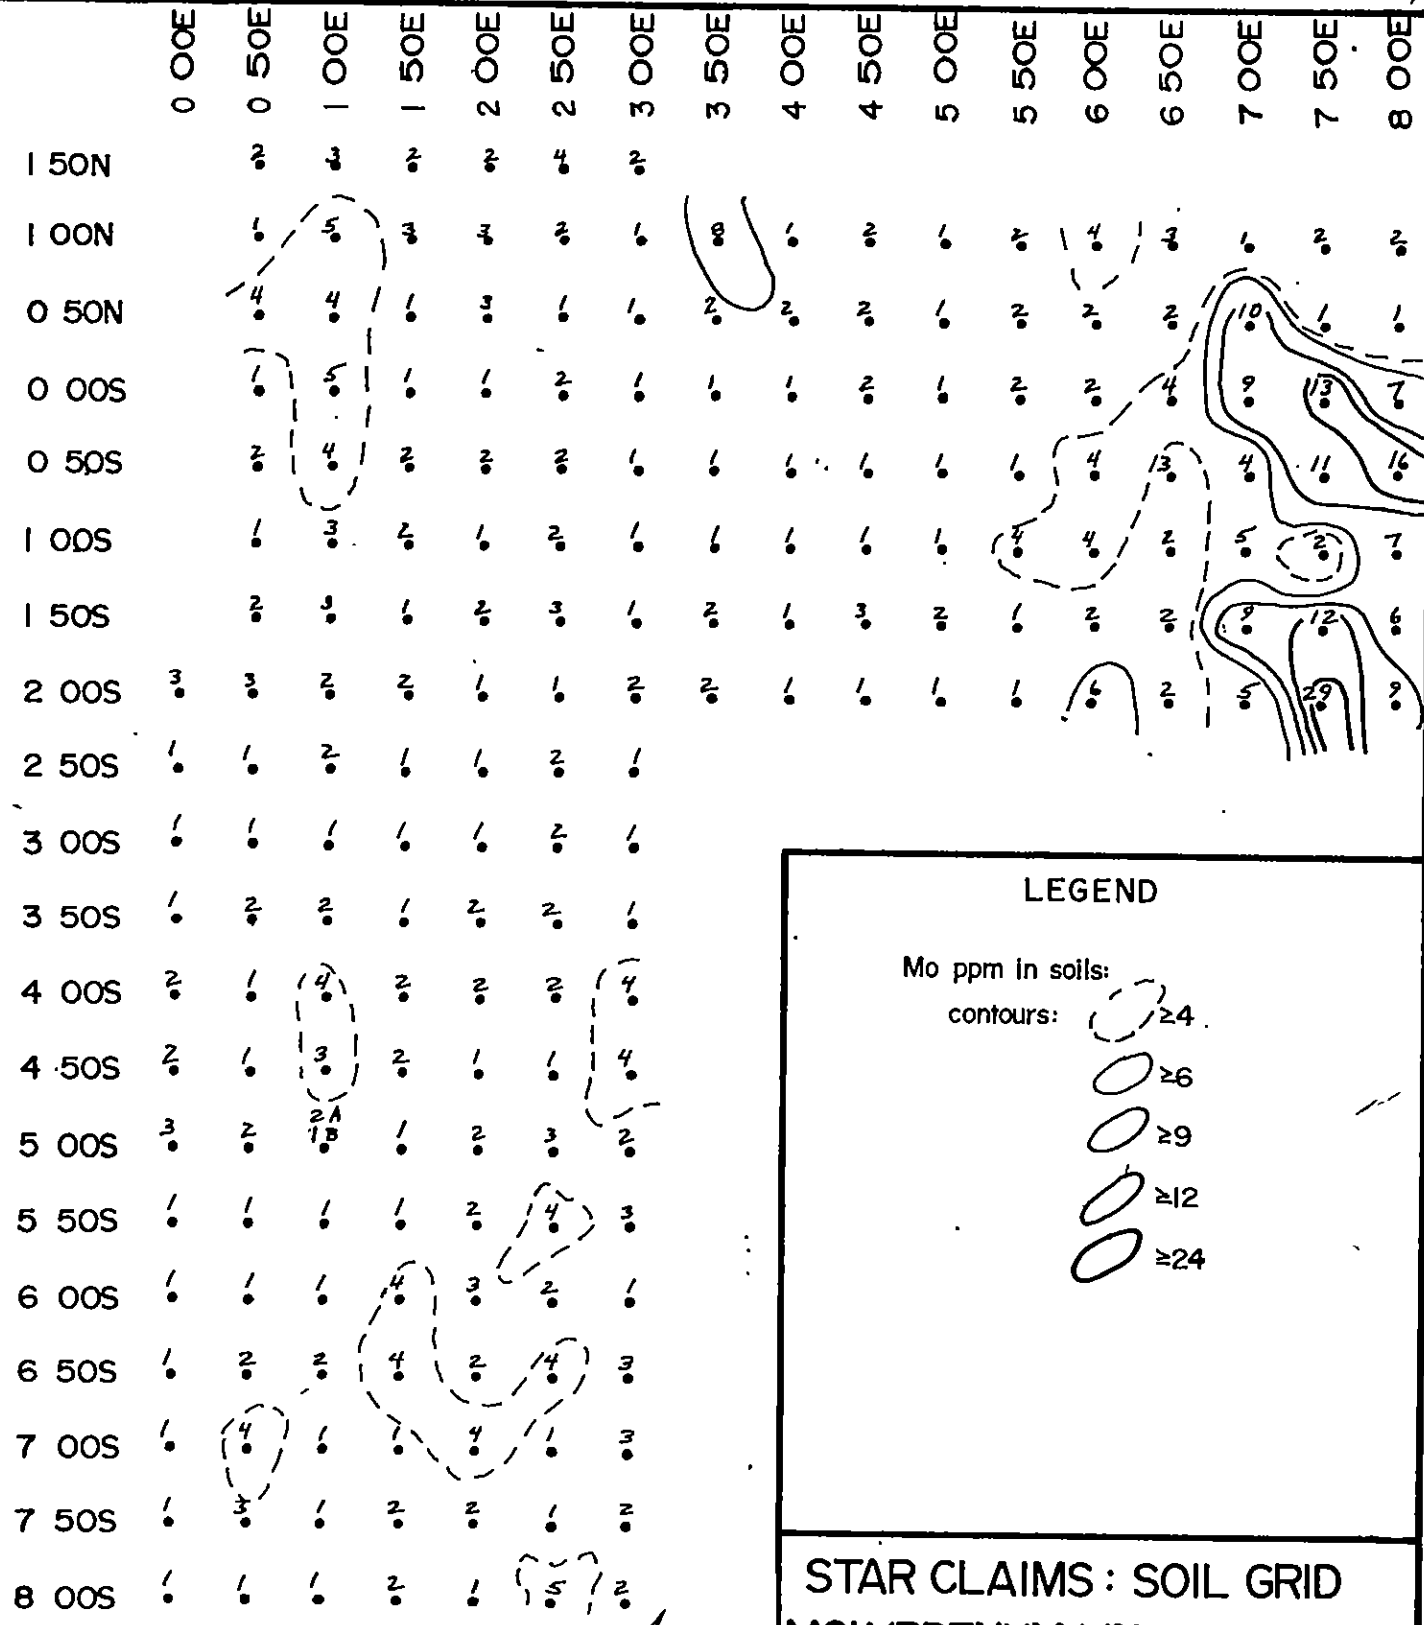 0 00E 0 50E 1 00E 1 50E 2 00E 2 50E 3 00E 3 50E 4 00E 4 50E 5 00E 5 50E 6 00E 6 50E 7 00E 7 50E 8 00E
1 50N 2 3 2 2 4 2
1 00N 1 5 3 3 2 1 8 1 2 1 2 4 3 1 2 2
0 50N 4 4 1 3 1 1 2 2 2 1 2 2 2 10 1 1
0 00S 1 5 1 1 2 1 1 1 2 1 2 2 4 9 13 7
0 50S 2 4 2 2 2 1 1 1 1 1 1 4 3 4 11 16
1 00S 1 3 2 1 2 1 1 1 1 1 4 4 2 5 2 7
1 50S 2 3 1 2 3 1 2 1 3 2 1 2 2 9 12 6
2 00S 3 3 2 2 1 1 2 2 1 1 1 1 6 2 5 29 9
2 50S 1 1 2 1 1 2 1
3 00S 1 1 1 1 1 2 1
3 50S 1 2 2 1 2 2 1
4 00S 2 1 4 2 2 2 4
4 50S 2 1 3 2 1 1 4
2A
5 00S 3 2 1B 1 2 3 2
5 50S 1 1 1 1 2 4 3
6 00S 1 1 1 4 3 2 1
6 50S 1 2 2 4 2 4 3
7 00S 1 4 1 1 4 1 3
7 50S 1 3 1 2 2 1 2
8 00S 1 1 1 2 1 5 2
LEGEND
Mo ppm in soils:
contours: ≥4
≥6
≥9
≥12
≥24
STAR CLAIMS: SOIL GRID